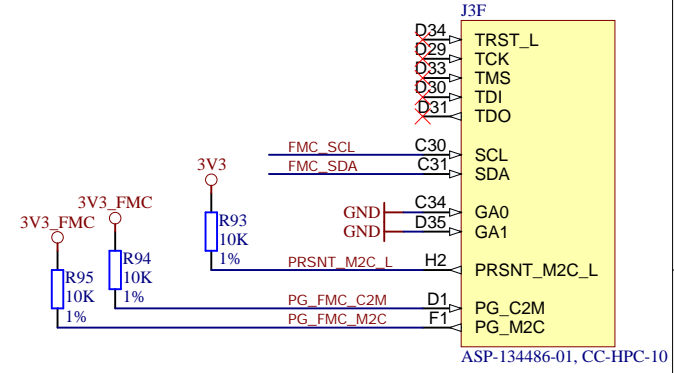 J3F
D34 TRST_L
D29 TCK
D33 TMS
D30 TDI
D31 TDO
FMC_SCL C30 SCL
FMC_SDA C31 SDA
3V3
GND C34 GA0
GND D35 GA1
3V3_FMC
3V3_FMC
R93
10K
1%
PRSNT_M2C_L H2 PRSNT_M2C_L
R94
10K
1%
R95
10K
1%
PG_FMC_C2M D1 PG_C2M
PG_FMC_M2C F1 PG_M2C
ASP-134486-01, CC-HPC-10